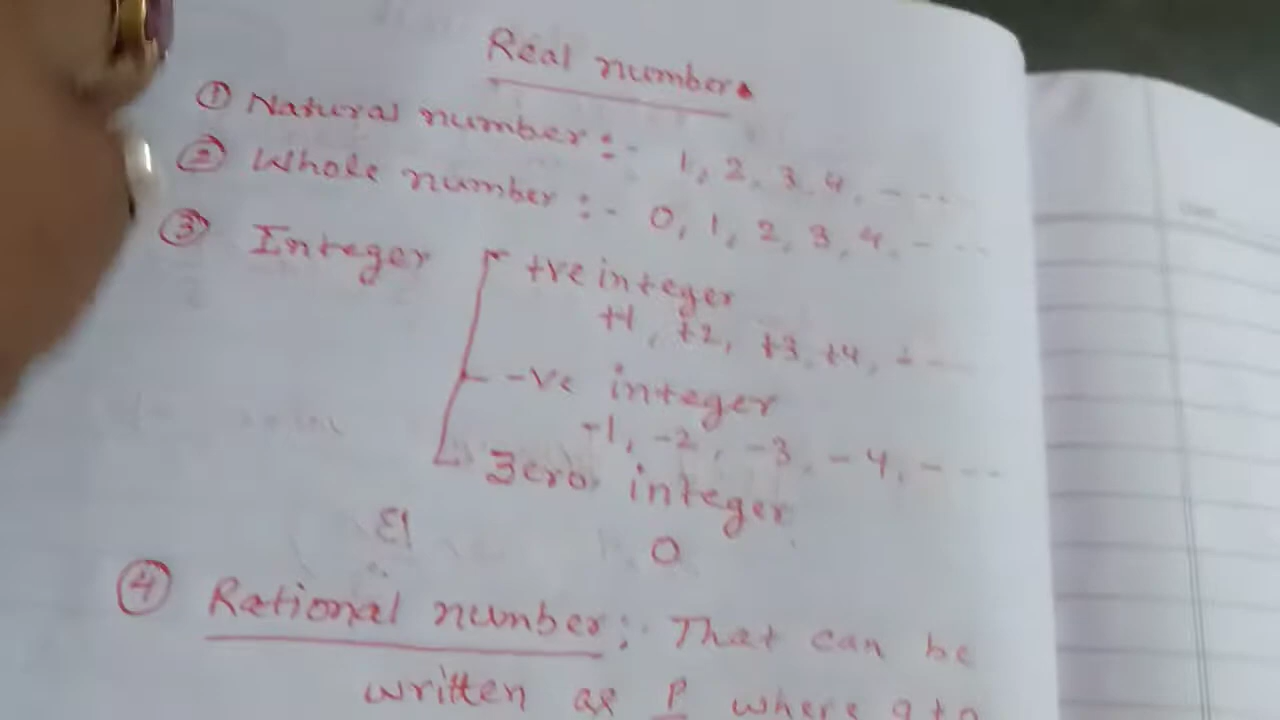 Real number.
① Natural number :- 1, 2, 3, 4, - ----
② Whole number :- 0, 1, 2, 3, 4, - ---
③ Integer
+ve integer
+1, +2, +3, +4, - ---
-ve integer
-1, -2, -3, -4, - ---
Zero integer
0
④ Rational number: That can be
written as P where q ≠ 0